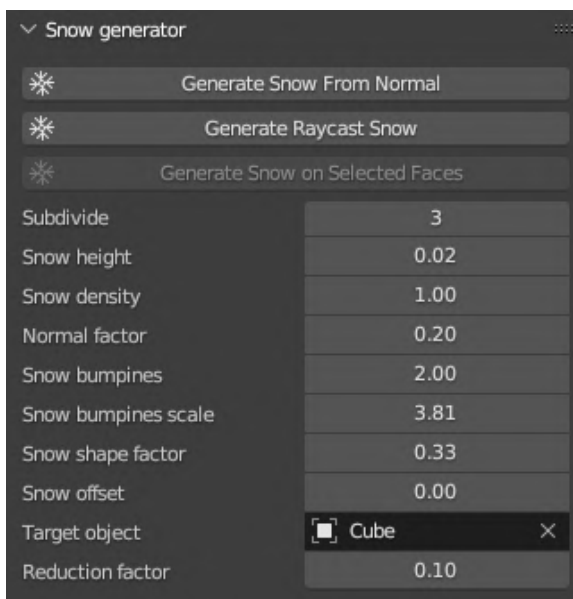 Snow generator
Generate Snow From Normal
Generate Raycast Snow
Generate Snow on Selected Faces
Subdivide 3
Snow height 0.02
Snow density 1.00
Normal factor 0.20
Snow bumpines 2.00
Snow bumpines scale 3.81
Snow shape factor 0.33
Snow offset 0.00
Target object Cube
Reduction factor 0.10